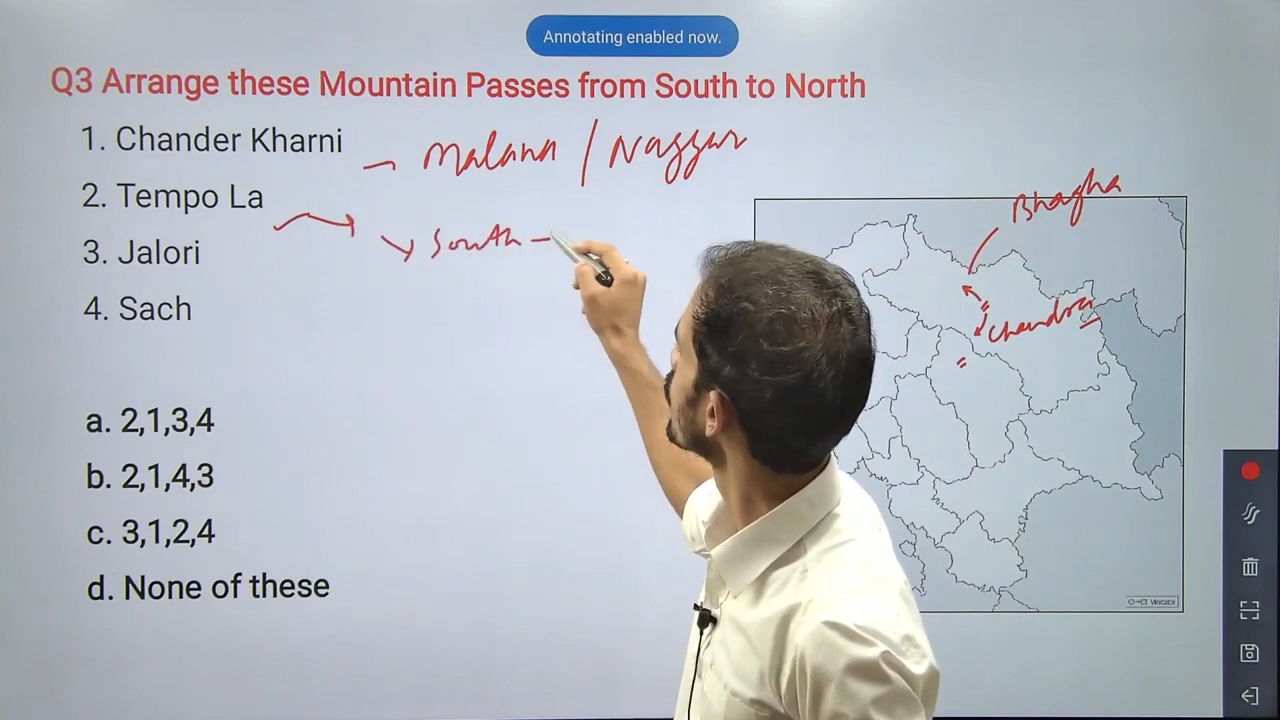 Annotating enabled now.
Q3 Arrange these Mountain Passes from South to North
1. Chander Kharni – Malana / Naggar
2. Tempo La
South –
3. Jalori
4. Sach
a. 2,1,3,4
b. 2,1,4,3
c. 3,1,2,4
d. None of these
Bhagha
Chandra
Mercator